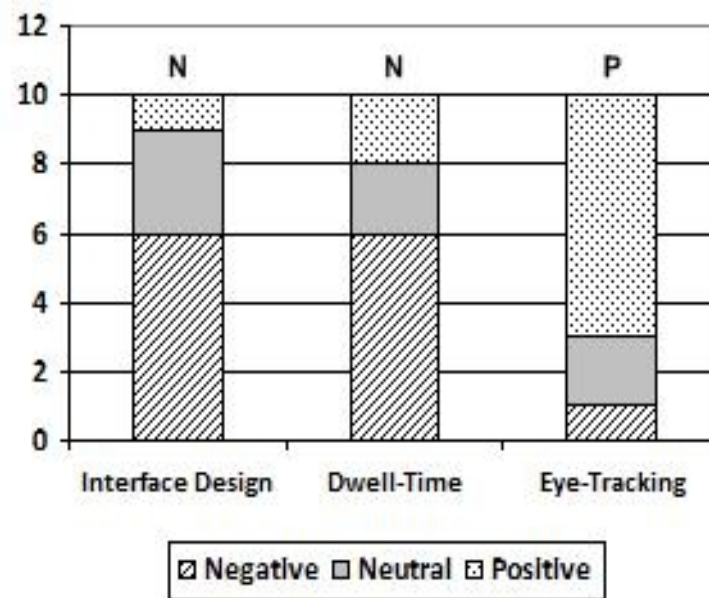 12
N N P
10
8
6
4
2
0
Interface Design Dwell-Time Eye-Tracking
Negative Neutral Positive